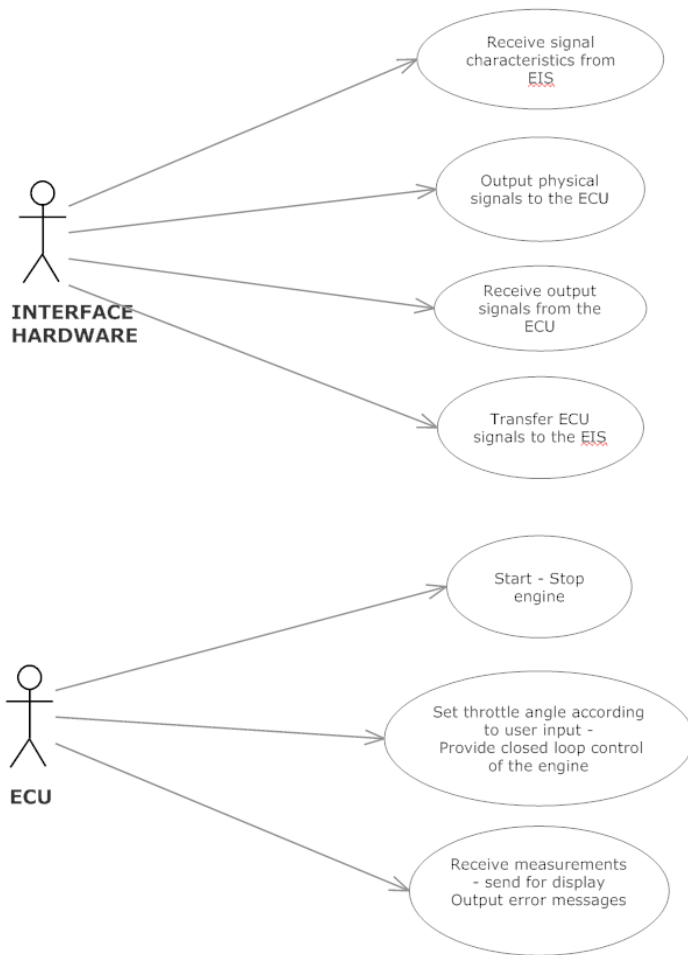 Receive signal
characteristics from
EIS
Output physical
signals to the ECU
INTERFACE
HARDWARE
Receive output
signals from the
ECU
Transfer ECU
signals to the EIS
Start - Stop
engine
Set throttle angle according
to user input -
Provide closed loop control
of the engine
ECU
Receive measurements
- send for display
Output error messages